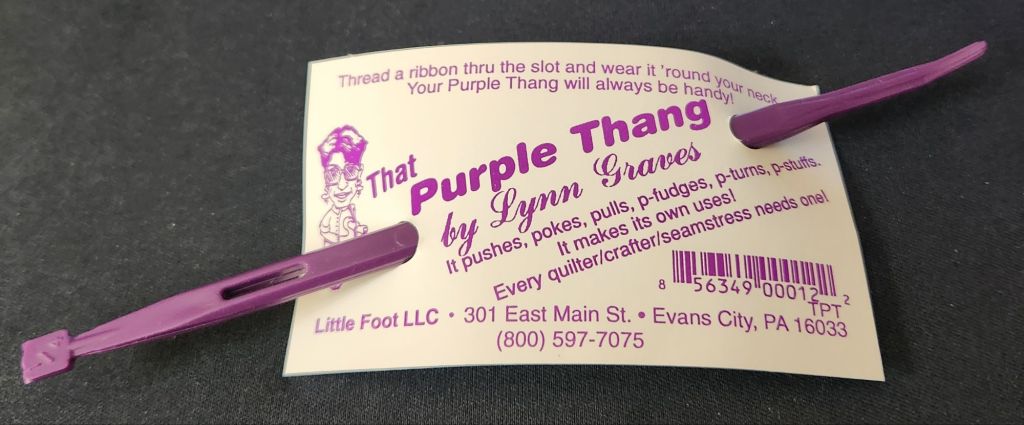 Thread a ribbon thru the slot and wear it 'round your neck
Your Purple Thang will always be handy!
That
Purple Thang
by Lynn Graves
It pushes, pokes, pulls, p-fudges, p-turns, p-stuffs.
It makes its own uses!
Every quilter/crafter/seamstress needs one!
8 56349 00012 2
TPT
Little Foot LLC • 301 East Main St. • Evans City, PA 16033
(800) 597-7075